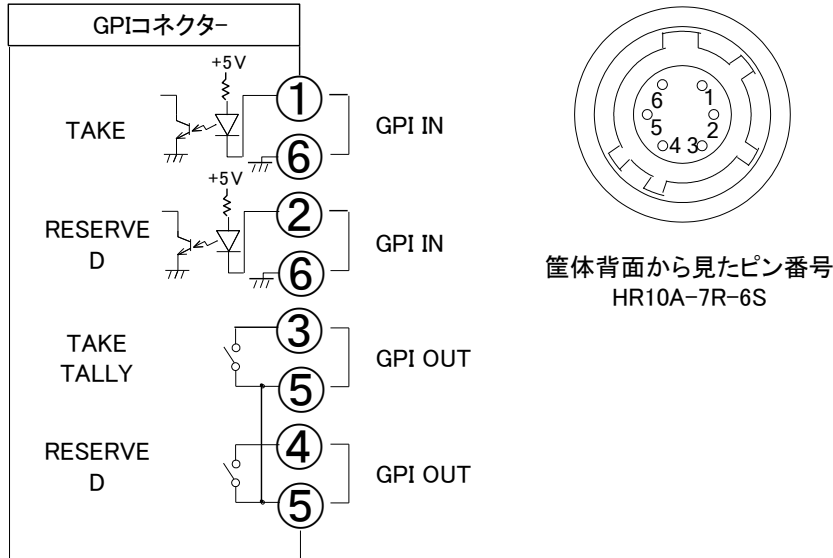 GPIコネクター
+5V
TAKE
①
⑥
GPI IN
+5V
RESERVE
D
②
⑥
GPI IN
TAKE
TALLY
③
⑤
GPI OUT
RESERVE
D
④
⑤
GPI OUT
6 1
5 2
4 3
筐体背面から見たピン番号
HR10A-7R-6S